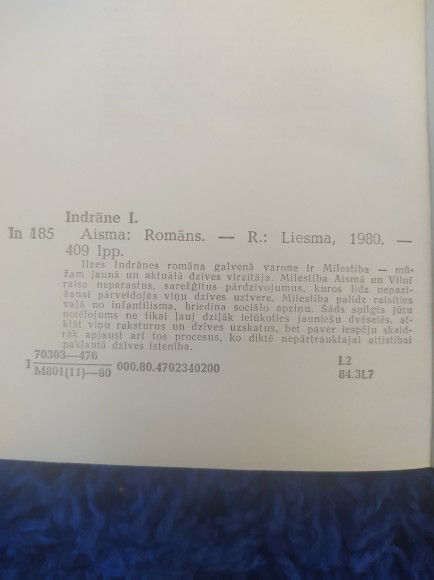 Indrāne I.
In 185 Aisma: Romāns. — R.: Liesma, 1980. —
409 lpp.
Ilzes Indrānes romāna galvenā varone ir Mīlestība — mū-
žam jaunā un aktuālā dzīves virzītāja. Mīlestība Aismā un Vilnī
raisa neparastus, sarežģītus pārdzīvojumus, kuros līdz nepazī-
šanai pārveidojas viņu dzīves uztvere. Mīlestība palīdz raisīties
vaļā no infantilisma, briedina sociālo apziņu. Šāds spilgts jūtu
notēlojums ne tikai ļauj dziļāk ielūkoties jauniešu dvēselēs, at-
klāt viņu raksturus un dzīves uzskatus, bet paver iespēju skaid-
rāk apjaust arī tos procesus, ko diktē nepārtrauktajai attīstībai
pakļautā dzīves īstenība.
70303—476
I M801(11)—80 000.80.4702340200
L2
84.3L7